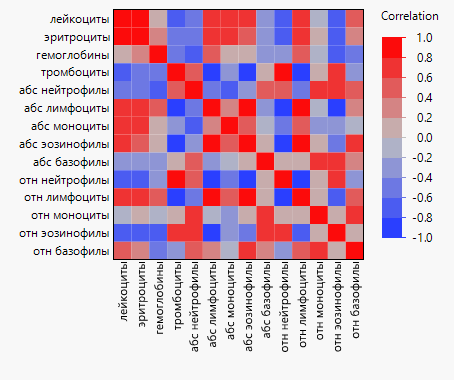 Correlation
лейкоциты
эритроциты
гемоглобины
тромбоциты
абс нейтрофилы
абс лимфоциты
абс моноциты
абс эозинофилы
абс базофилы
отн нейтрофилы
отн лимфоциты
отн моноциты
отн эозинофилы
отн базофилы
1.0
0.8
0.6
0.4
0.2
0.0
-0.2
-0.4
-0.6
-0.8
-1.0
лейкоциты
эритроциты
гемоглобины
тромбоциты
абс нейтрофилы
абс лимфоциты
абс моноциты
абс эозинофилы
абс базофилы
отн нейтрофилы
отн лимфоциты
отн моноциты
отн эозинофилы
отн базофилы